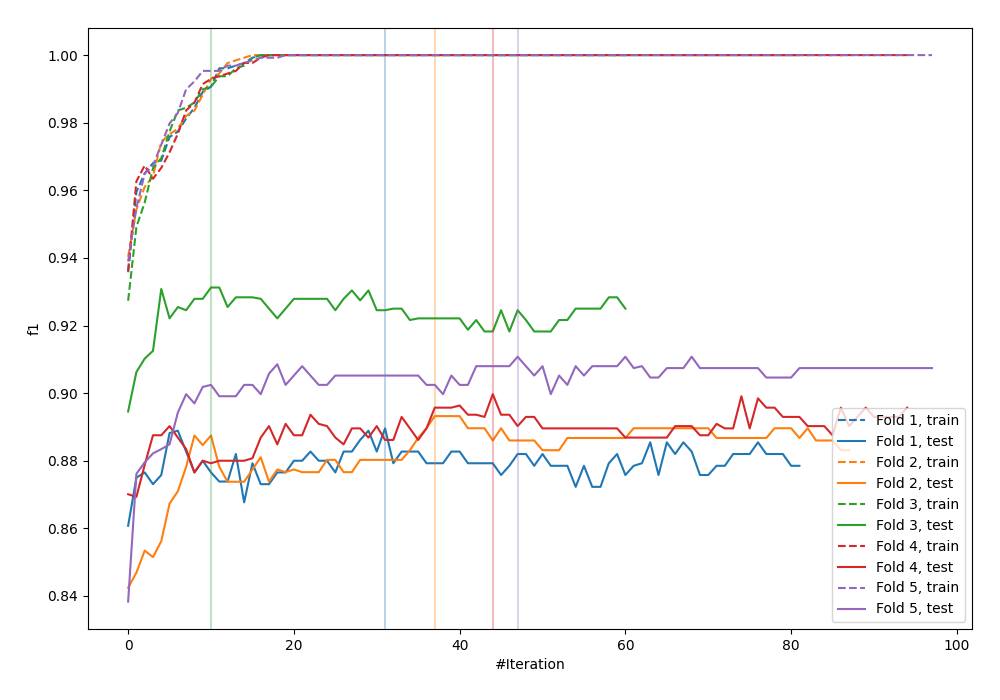 1.00
0.98
0.96
0.94
0.92
0.90
0.88
0.86
0.84
f1
0
20
40
60
80
100
#Iteration
Fold 1, train
Fold 1, test
Fold 2, train
Fold 2, test
Fold 3, train
Fold 3, test
Fold 4, train
Fold 4, test
Fold 5, train
Fold 5, test